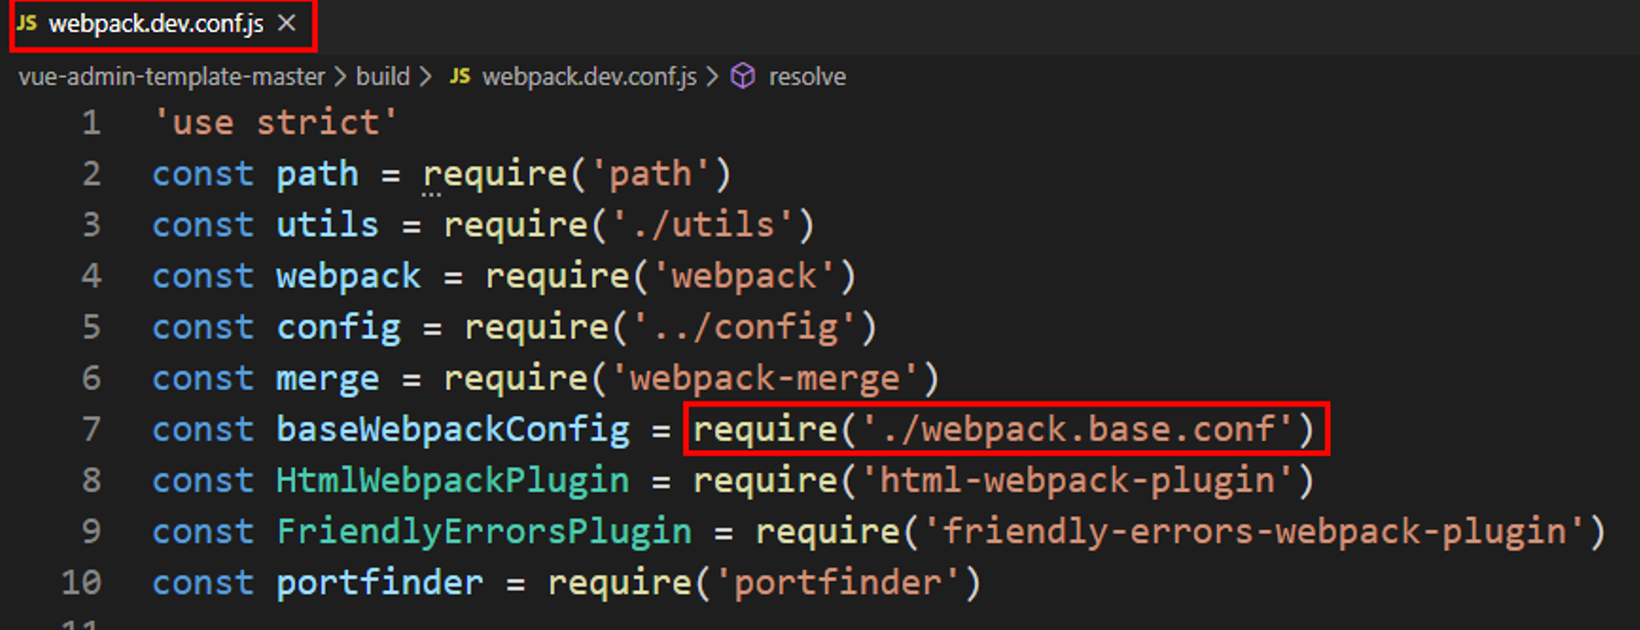 JS webpack.dev.conf.js ×
vue-admin-template-master > build > JS webpack.dev.conf.js > resolve
1 'use strict'
2 const path = require('path')
3 const utils = require('./utils')
4 const webpack = require('webpack')
5 const config = require('../config')
6 const merge = require('webpack-merge')
7 const baseWebpackConfig = require('./webpack.base.conf')
8 const HtmlWebpackPlugin = require('html-webpack-plugin')
9 const FriendlyErrorsPlugin = require('friendly-errors-webpack-plugin')
10 const portfinder = require('portfinder')
11